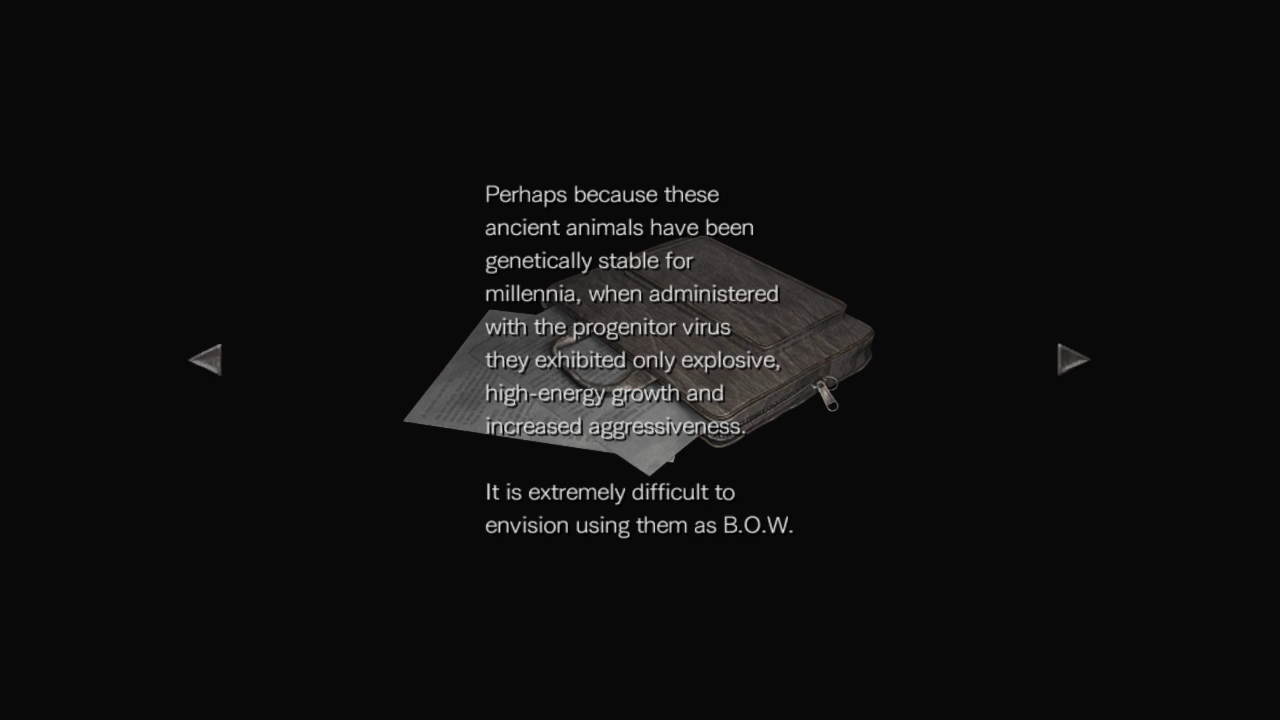 Perhaps because these
ancient animals have been
genetically stable for
millennia, when administered
with the progenitor virus
they exhibited only explosive,
high-energy growth and
increased aggressiveness.
It is extremely difficult to
envision using them as B.O.W.